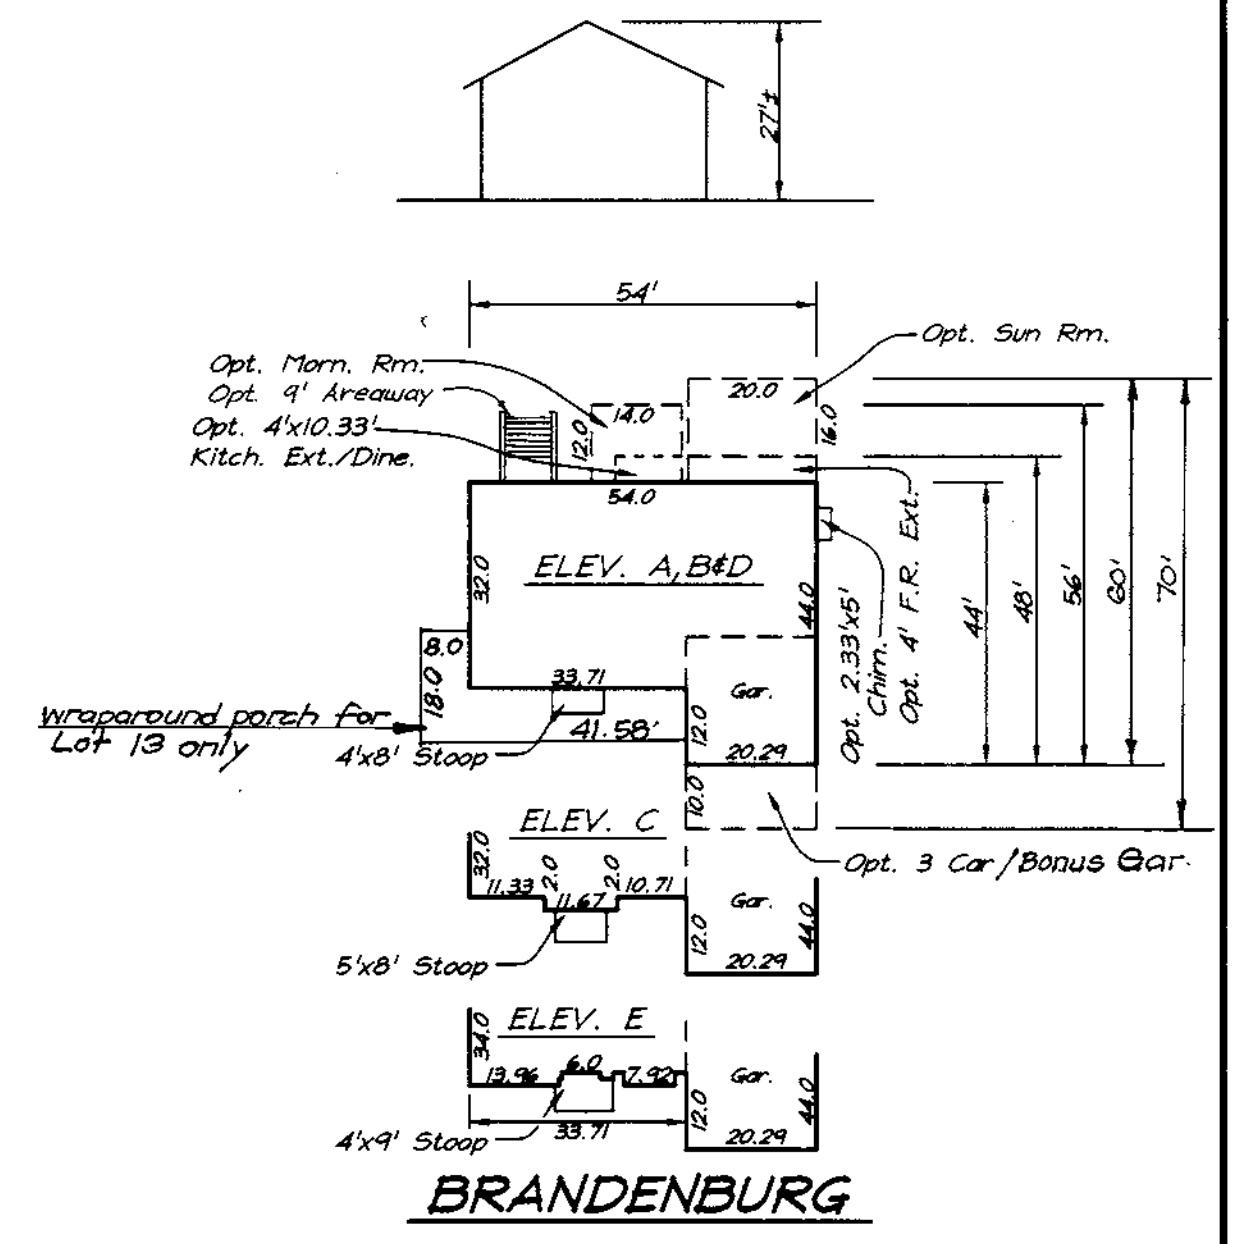 27'±
54'
Opt. Sun Rm.
Opt. Morn. Rm.
Opt. 9' Areaway
Opt. 4'x10.33'
Kitch. Ext./Dine.
20.0
14.0
12.0
16.0
54.0
ELEV. A,B&D
32.0
44.0
Opt. 2.33'x5'
Chim.
Opt. 4' F.R. Ext.
44'
48'
56'
60'
70'
8.0
18.0
33.71
Gar.
Wraparound porch for
Lot 13 only
41.58'
12.0
4'x8' Stoop
20.29
10.0
ELEV. C
Opt. 3 Car/Bonus Gar.
32.0
11.33
2.0
11.67
2.0
10.71
Gar.
12.0
44.0
5'x8' Stoop
20.29
ELEV. E
34.0
13.96
6.0
7.92
Gar.
12.0
44.0
33.71
4'x9' Stoop
20.29
BRANDENBURG